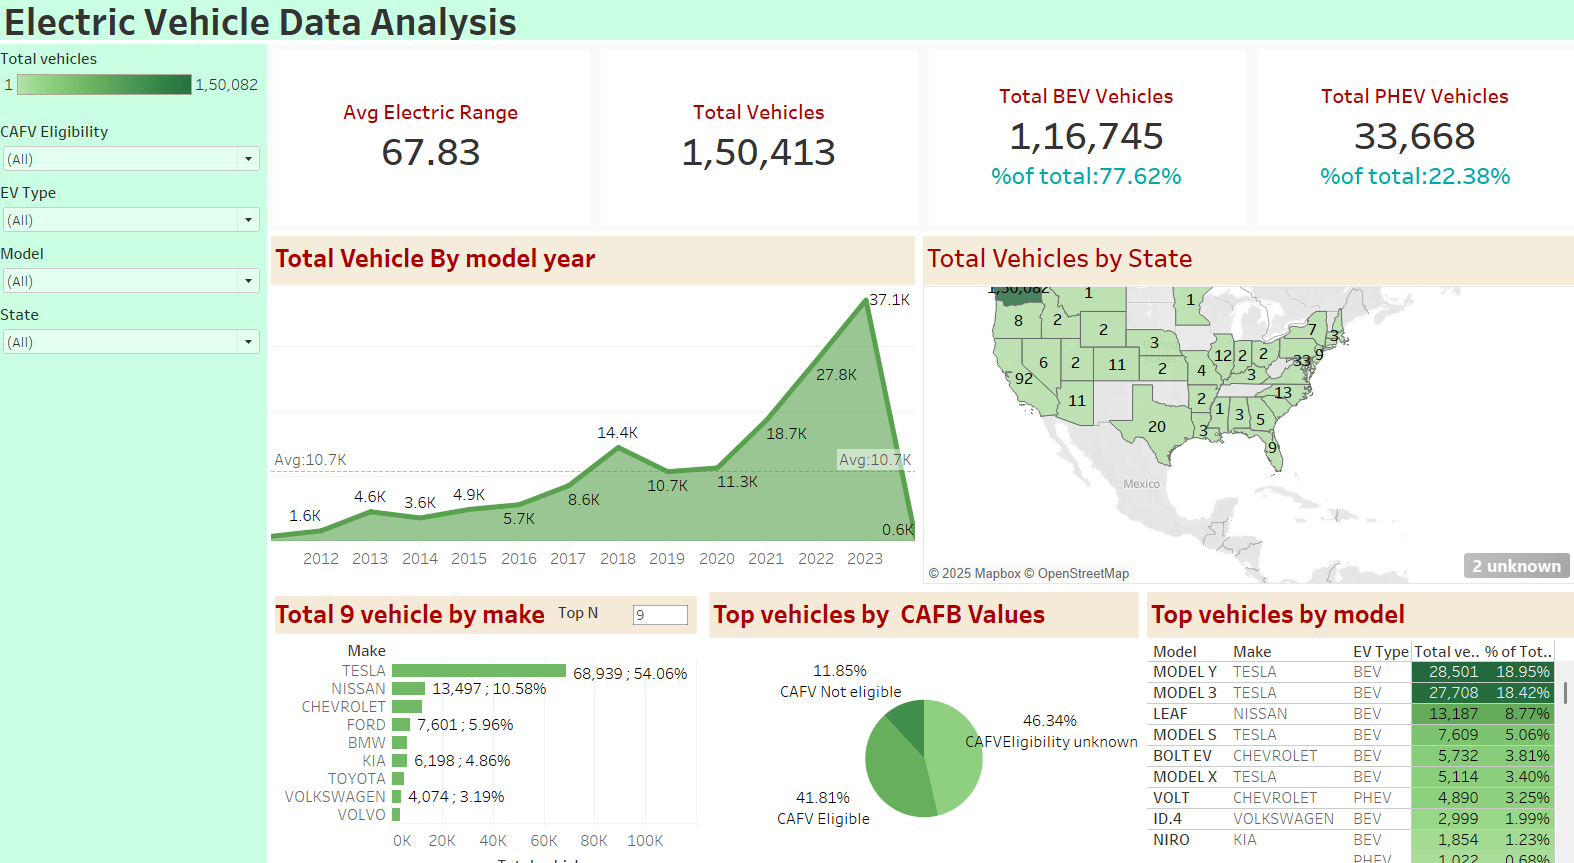 Electric Vehicle Data Analysis
Total vehicles
1 1,50,082
CAFV Eligibility
(All)
EV Type
(All)
Model
(All)
State
(All)
Avg Electric Range
67.83
Total Vehicles
1,50,413
Total BEV Vehicles
1,16,745
%of total:77.62%
Total PHEV Vehicles
33,668
%of total:22.38%
Total Vehicle By model year
37.1K
27.8K
18.7K
14.4K
Avg:10.7K Avg:10.7K
10.7K 11.3K
8.6K
4.6K 3.6K 4.9K
5.7K
1.6K
0.6K
2012 2013 2014 2015 2016 2017 2018 2019 2020 2021 2022 2023
Total Vehicles by State
1,50,082 1 1
8 2 2 7 3
3
6 2 11 2 4 12 2 2 33 9
3
92 11 2 13
1 3 5
20 3 9
Mexico
2 unknown
© 2025 Mapbox © OpenStreetMap
Total 9 vehicle by make Top N 9
Make
TESLA 68,939 ; 54.06%
NISSAN 13,497 ; 10.58%
CHEVROLET
FORD 7,601 ; 5.96%
BMW
KIA 6,198 ; 4.86%
TOYOTA
VOLKSWAGEN 4,074 ; 3.19%
VOLVO
0K 20K 40K 60K 80K 100K
Top vehicles by CAFB Values
11.85%
CAFV Not eligible
46.34%
CAFVEligibility unknown
41.81%
CAFV Eligible
Top vehicles by model
Model Make EV Type Total ve.. % of Tot..
MODEL Y TESLA BEV 28,501 18.95%
MODEL 3 TESLA BEV 27,708 18.42%
LEAF NISSAN BEV 13,187 8.77%
MODEL S TESLA BEV 7,609 5.06%
BOLT EV CHEVROLET BEV 5,732 3.81%
MODEL X TESLA BEV 5,114 3.40%
VOLT CHEVROLET PHEV 4,890 3.25%
ID.4 VOLKSWAGEN BEV 2,999 1.99%
NIRO KIA BEV 1,854 1.23%
PHEV 1,022 0.68%